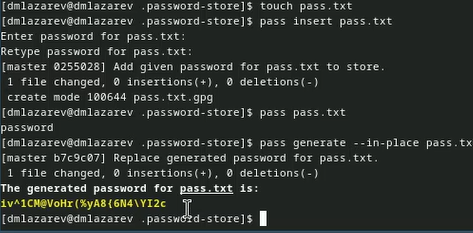 [dmlazarev@dmlazarev .password-store]$ touch pass.txt
[dmlazarev@dmlazarev .password-store]$ pass insert pass.txt
Enter password for pass.txt:
Retype password for pass.txt:
[master 0255028] Add given password for pass.txt to store.
1 file changed, 0 insertions(+), 0 deletions(-)
create mode 100644 pass.txt.gpg
[dmlazarev@dmlazarev .password-store]$ pass pass.txt
password
[dmlazarev@dmlazarev .password-store]$ pass generate --in-place pass.tx
[master b7c9c07] Replace generated password for pass.txt.
1 file changed, 0 insertions(+), 0 deletions(-)
The generated password for pass.txt is:
iv^1CM@VoHr(%yA8{6N4\YI2c
[dmlazarev@dmlazarev .password-store]$